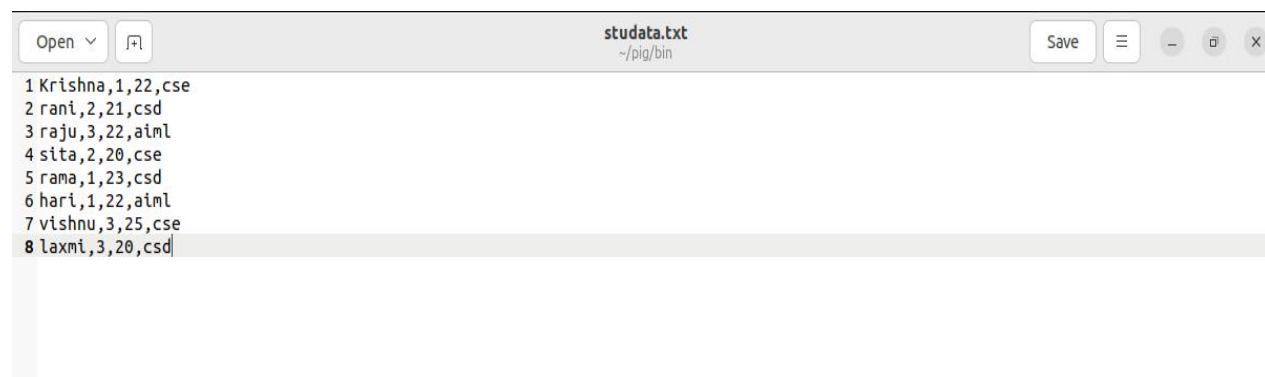 Open
studata.txt
~/pig/bin
Save
1 Krishna,1,22,cse
2 rani,2,21,csd
3 raju,3,22,aiml
4 sita,2,20,cse
5 rama,1,23,csd
6 hari,1,22,aiml
7 vishnu,3,25,cse
8 laxmi,3,20,csd